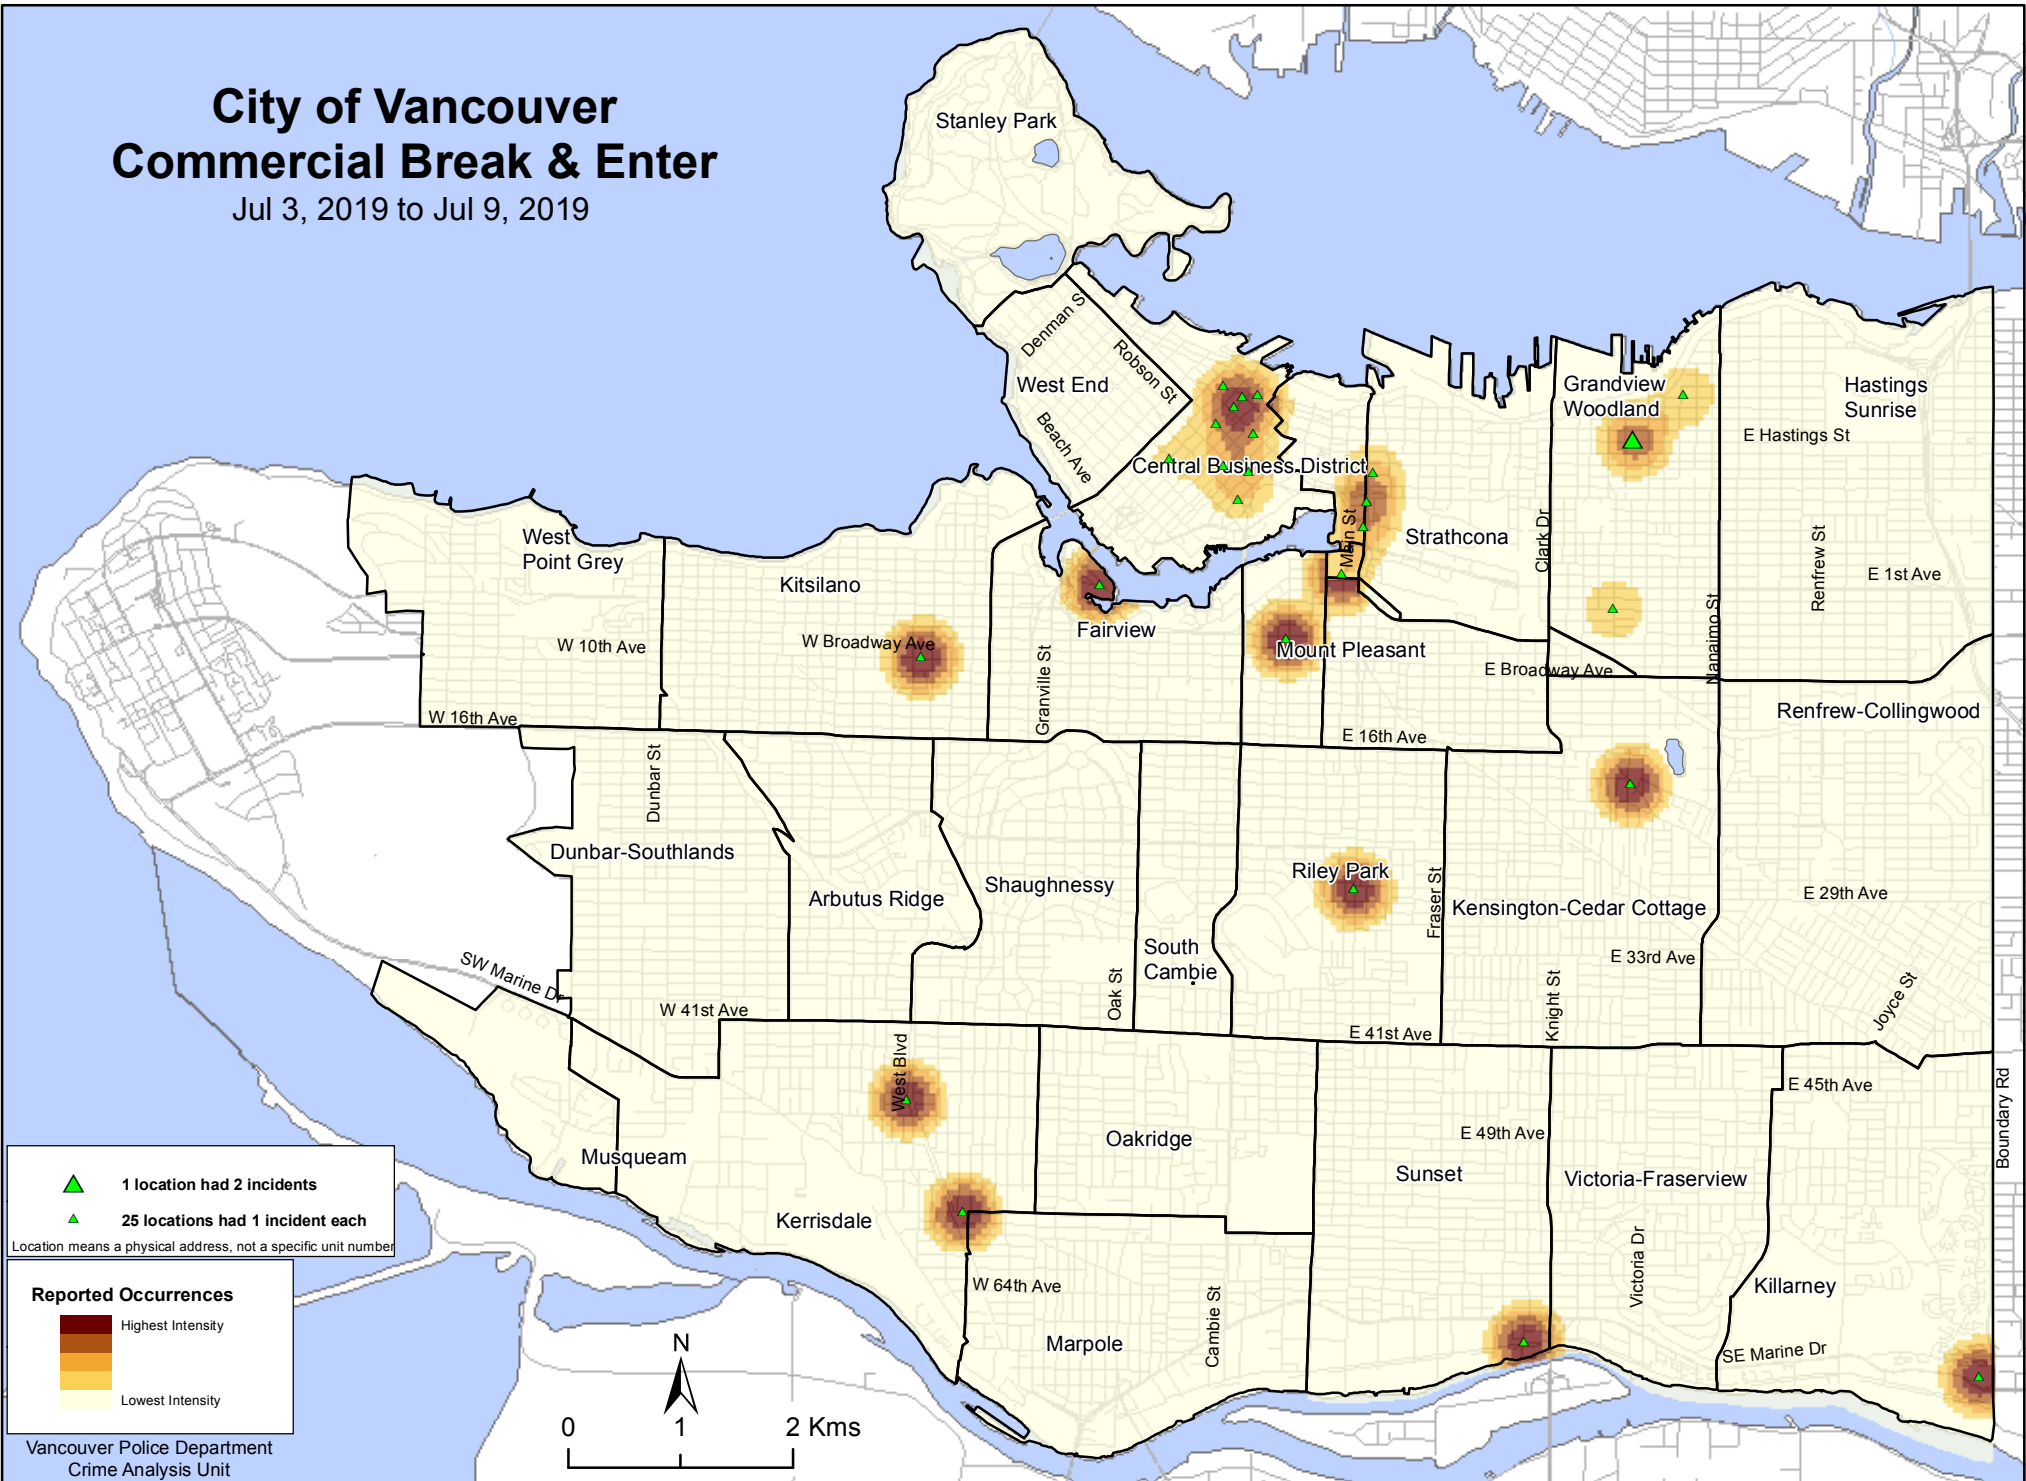 City of Vancouver
Commercial Break & Enter
Jul 3, 2019 to Jul 9, 2019
Stanley Park
Denman S
Robson St
West End
Beach Ave
Central Business District
Grandview
Woodland
Hastings
Sunrise
E Hastings St
Main St
Strathcona
Clark Dr
Renfrew St
E 1st Ave
Nanaimo St
West
Point Grey
Kitsilano
W 10th Ave
W Broadway Ave
Fairview
Granville St
Mount Pleasant
E Broadway Ave
W 16th Ave
E 16th Ave
Renfrew-Collingwood
Dunbar St
Dunbar-Southlands
Arbutus Ridge
Shaughnessy
Riley Park
Fraser St
Kensington-Cedar Cottage
E 29th Ave
South
Cambie
E 33rd Ave
SW Marine Dr
W 41st Ave
Oak St
E 41st Ave
Knight St
Joyce St
West Blvd
E 45th Ave
Boundary Rd
Oakridge
E 49th Ave
Musqueam
Sunset
Victoria-Fraserview
Kerrisdale
W 64th Ave
Cambie St
Victoria Dr
Killarney
Marpole
SE Marine Dr
1 location had 2 incidents
25 locations had 1 incident each
Location means a physical address, not a specific unit number
Reported Occurrences
Highest Intensity
Lowest Intensity
N
0 1 2 Kms
Vancouver Police Department
Crime Analysis Unit